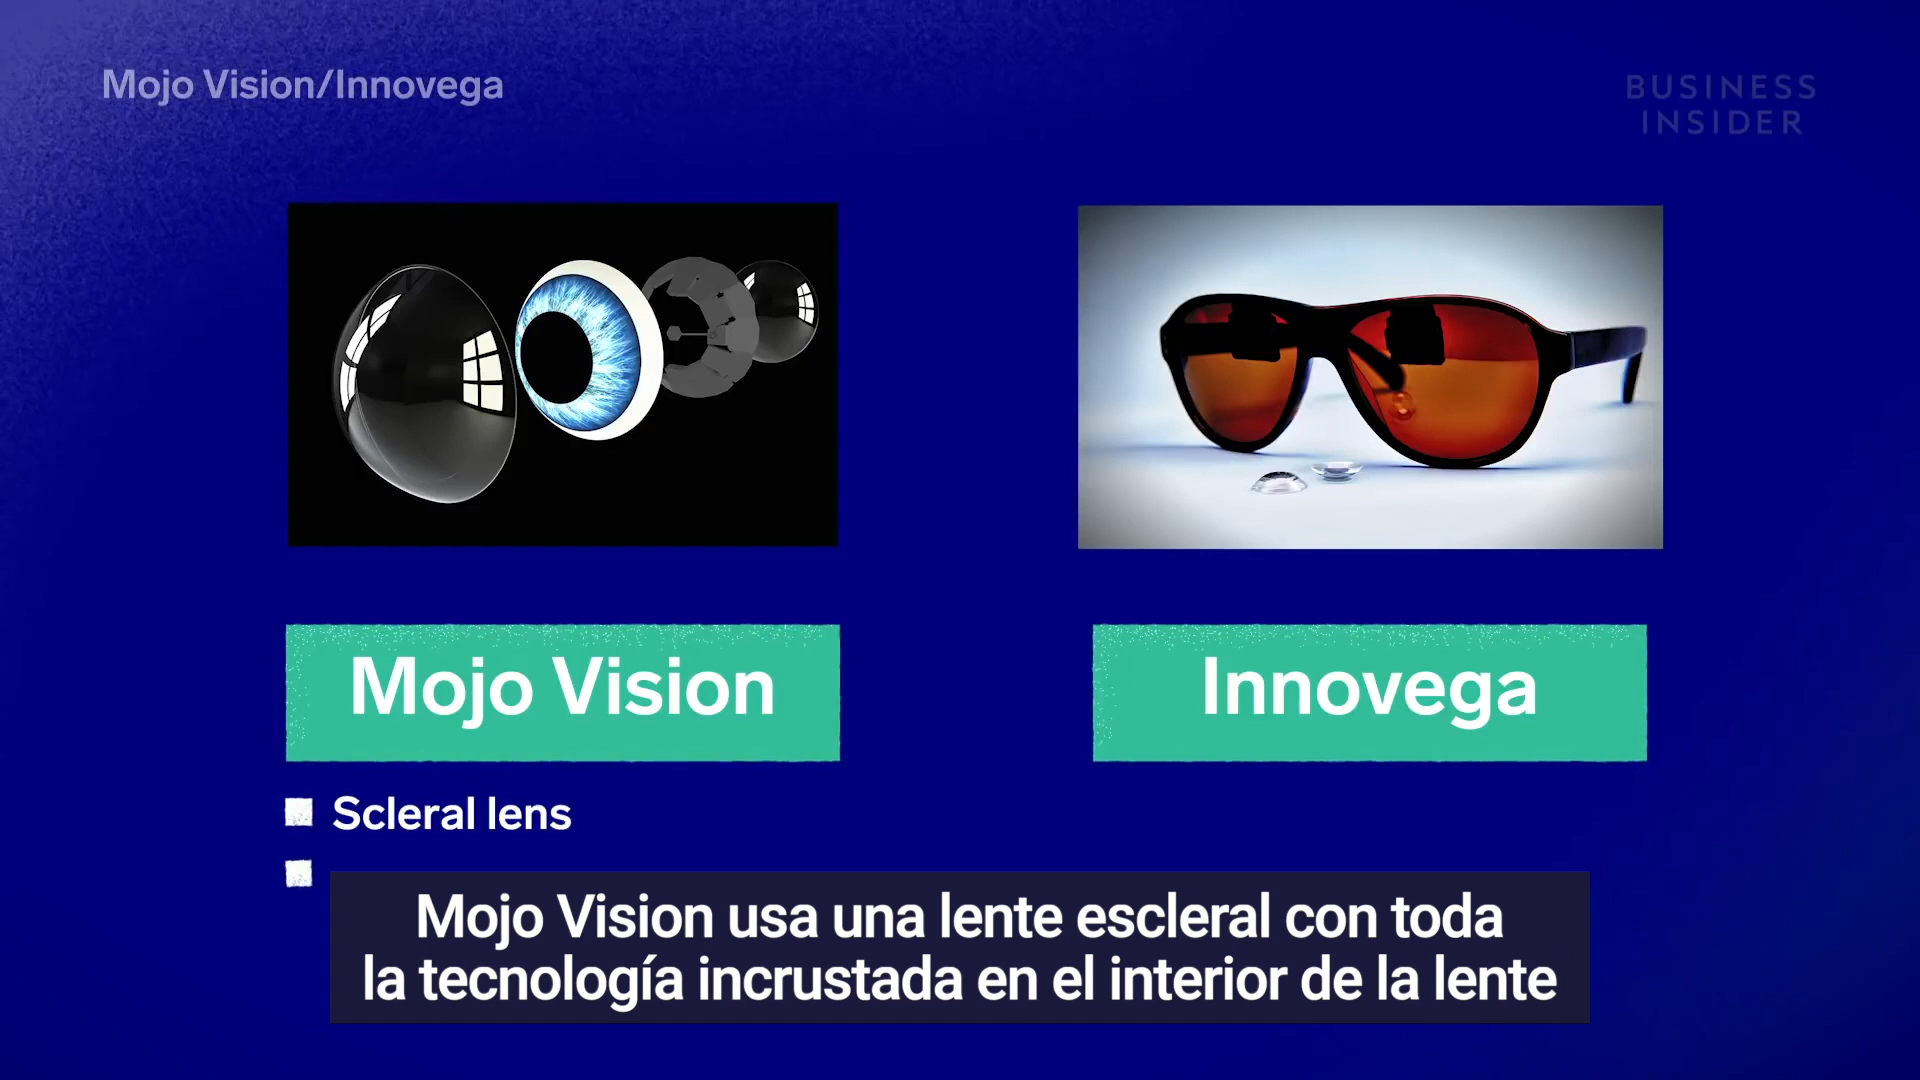 Mojo Vision/Innovega
BUSINESS
INSIDER
Mojo Vision
Innovega
Scleral lens
Mojo Vision usa una lente escleral con toda
la tecnología incrustada en el interior de la lente